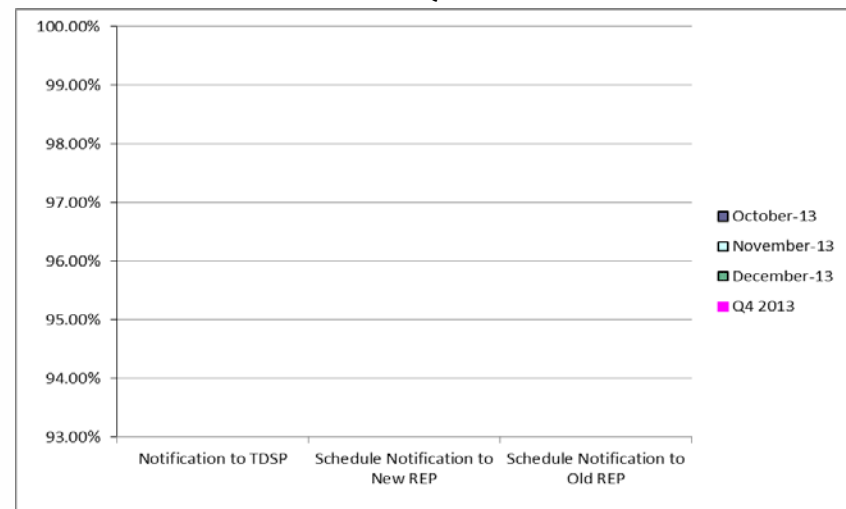 100.00%
99.00%
98.00%
97.00%
96.00%
95.00%
94.00%
93.00%
Notification to TDSP
Schedule Notification to
New REP
Schedule Notification to
Old REP
October-13
November-13
December-13
Q4 2013